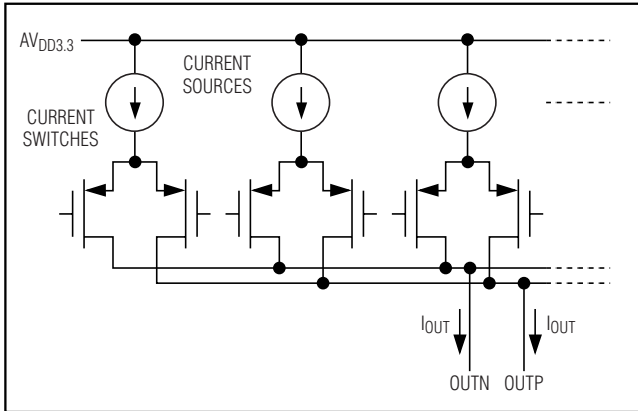 AVDD3.3
CURRENT
SOURCES
CURRENT
SWITCHES
IOUT
IOUT
OUTN
OUTP